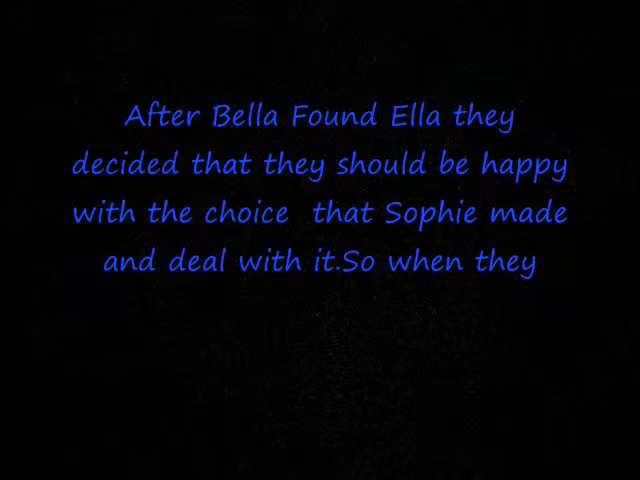 After Bella Found Ella they
decided that they should be happy
with the choice  that Sophie made
and deal with it.So when they